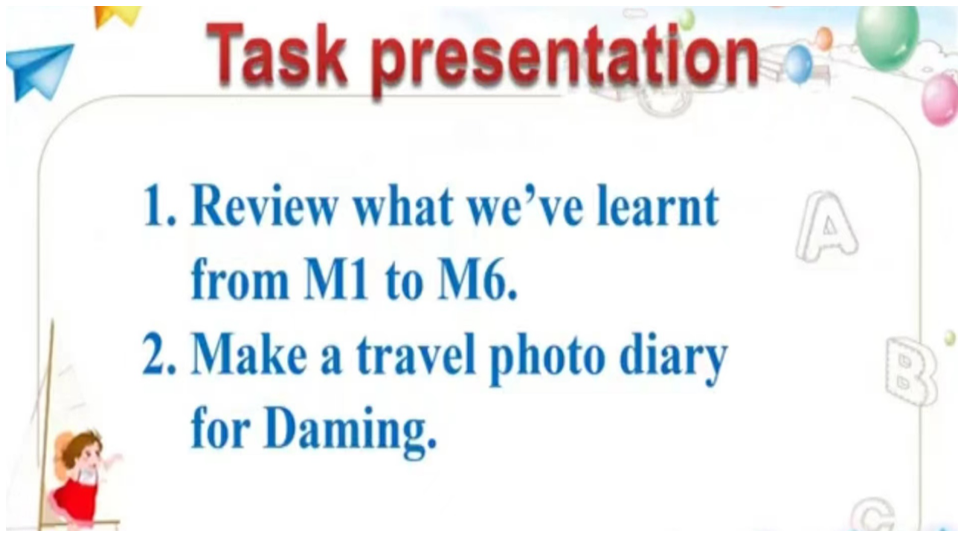 Task presentation
1. Review what we've learnt
from M1 to M6.
2. Make a travel photo diary
for Daming.
A
B
C